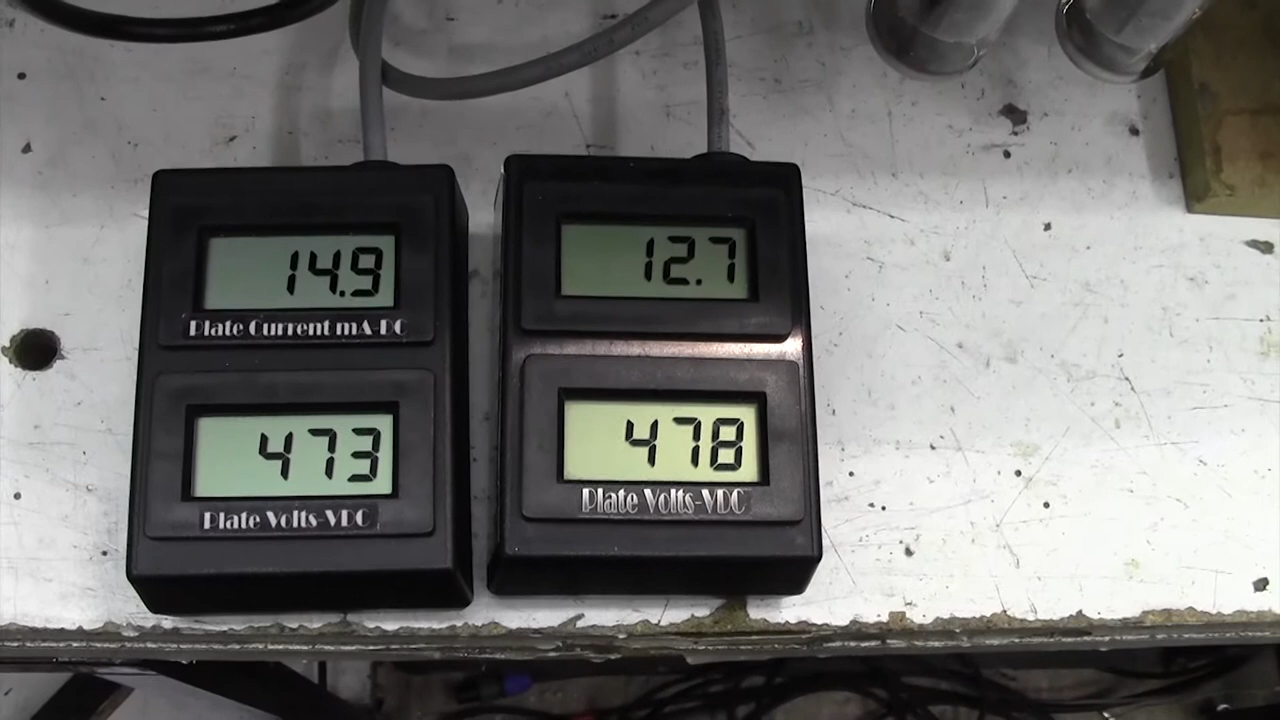 14.9
Plate Current mA-DC
473
Plate Volts-VDC
12.7
478
Plate Volts-VDC